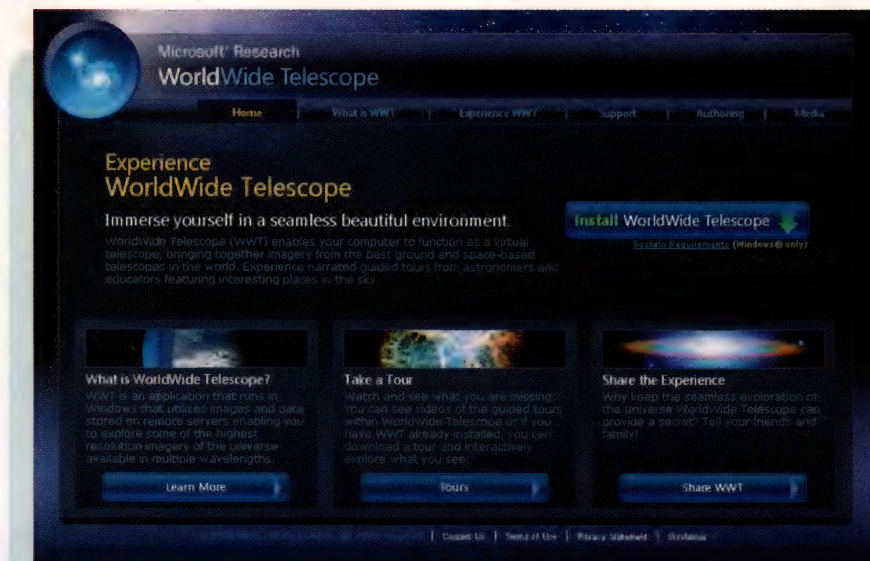 Microsoft® Research
WorldWide Telescope
Home | What is WWT | Experience WWT | Support | Authoring | Media
Experience
WorldWide Telescope
Immerse yourself in a seamless beautiful environment
Install WorldWide Telescope
System Requirements (Windows® only)
WorldWide Telescope (WWT) enables your computer to function as a virtual
telescope, bringing together imagery from the best ground and space-based
telescopes in the world. Experience narrated guided tours from astronomers and
educators featuring interesting places in the sky.
What is WorldWide Telescope?
WWT is an application that runs in
Windows that utilizes images and data
stored on remote servers enabling you
to explore some of the highest
resolution imagery of the universe
available in multiple wavelengths.
Learn More
Take a Tour
Watch and see what you are missing.
You can see videos of the guided tours
within WorldWide Telescope or if you
have WWT already installed, you can
download a tour and interactively
explore what you see.
Tours
Share the Experience
Why keep the seamless exploration of
the universe WorldWide Telescope can
provide a secret? Tell your friends and
family!
Share WWT
| Contact Us | Terms of Use | Privacy Statement |